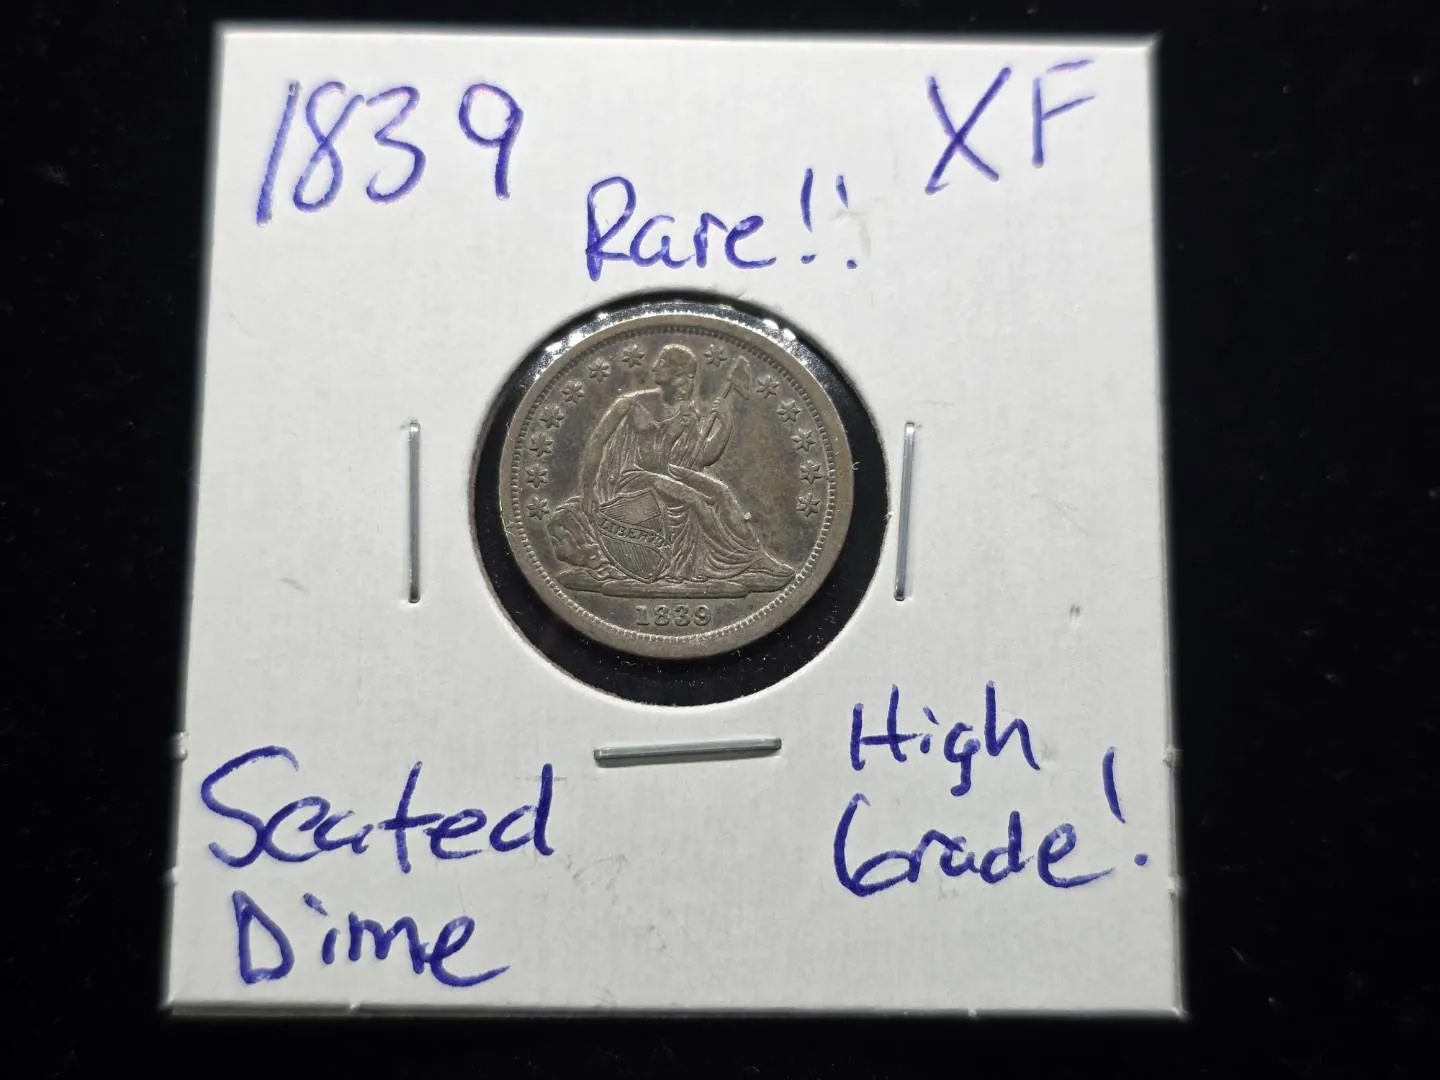 1839
XF
Rare!!
LIBERTY
1839
High
Grade!
Seated
Dime